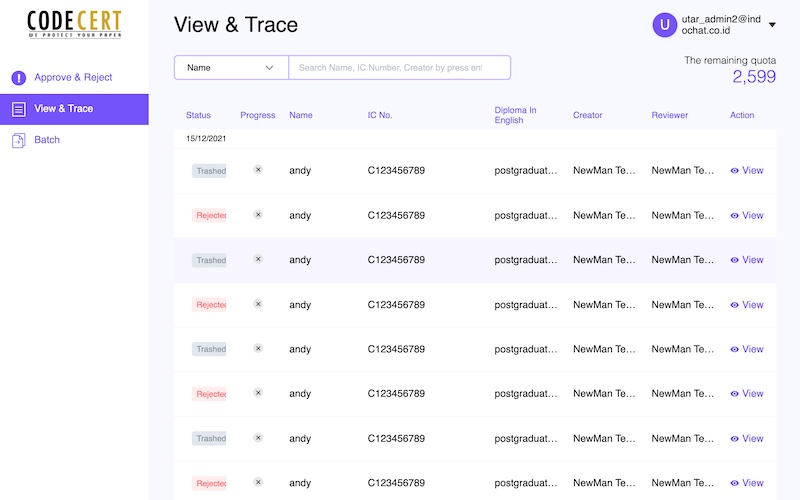 CODECERT
WE PROTECT YOUR PAPER
View & Trace
U
utar_admin2@ind
ochat.co.id
Name
Search Name, IC Number, Creator by press en
The remaining quota
2,599
Approve & Reject
View & Trace
Batch
Status Progress Name IC No. Diploma In English Creator Reviewer Action
15/12/2021
Trashed andy C123456789 postgraduat... NewMan Te... NewMan Te... View
Rejected andy C123456789 postgraduat... NewMan Te... NewMan Te... View
Trashed andy C123456789 postgraduat... NewMan Te... NewMan Te... View
Rejected andy C123456789 postgraduat... NewMan Te... NewMan Te... View
Trashed andy C123456789 postgraduat... NewMan Te... NewMan Te... View
Rejected andy C123456789 postgraduat... NewMan Te... NewMan Te... View
Trashed andy C123456789 postgraduat... NewMan Te... NewMan Te... View
Rejected andy C123456789 postgraduat... NewMan Te... NewMan Te... View